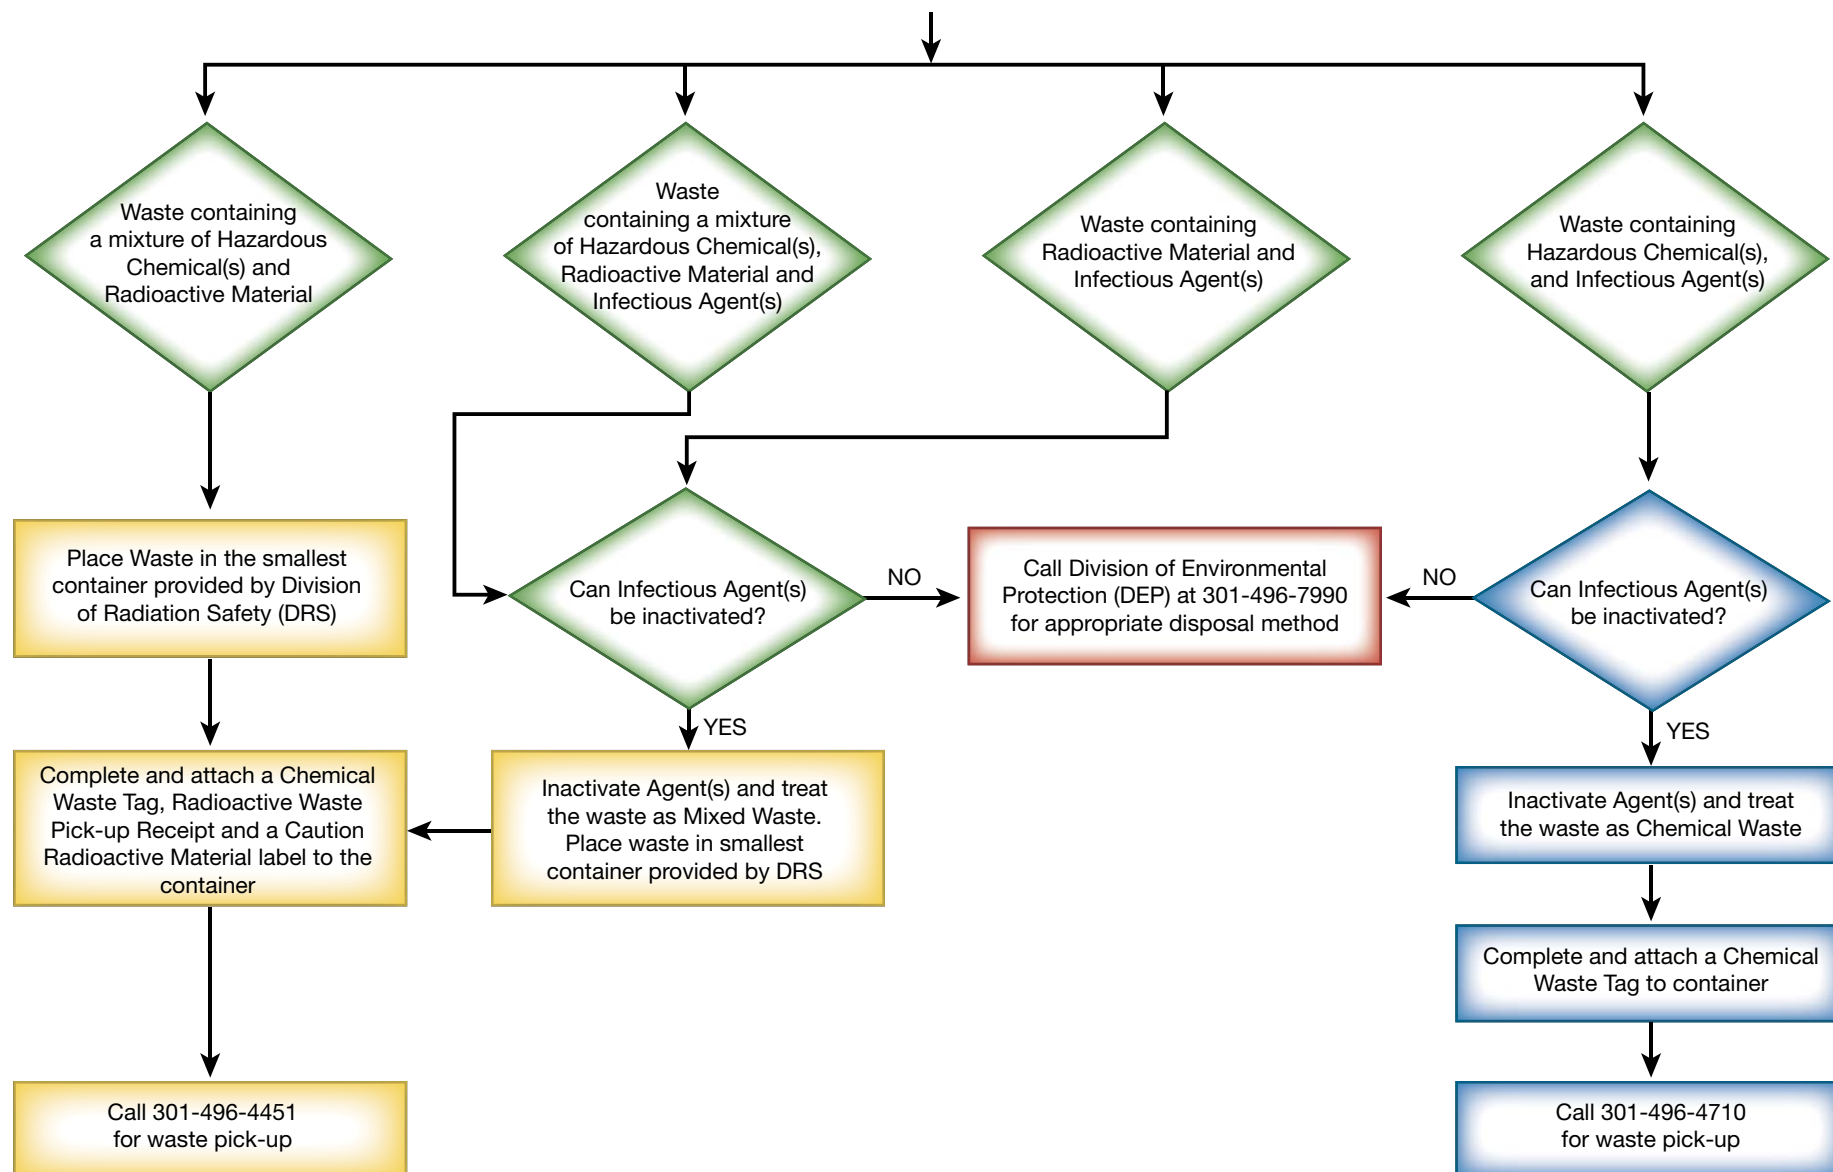 Waste containing
a mixture of Hazardous
Chemical(s) and
Radioactive Material
Waste
containing a mixture
of Hazardous Chemical(s),
Radioactive Material and
Infectious Agent(s)
Waste containing
Radioactive Material and
Infectious Agent(s)
Waste containing
Hazardous Chemical(s),
and Infectious Agent(s)
Place Waste in the smallest
container provided by Division
of Radiation Safety (DRS)
Can Infectious Agent(s)
be inactivated?
NO
Call Division of Environmental
Protection (DEP) at 301-496-7990
for appropriate disposal method
NO
Can Infectious Agent(s)
be inactivated?
YES
YES
Complete and attach a Chemical
Waste Tag, Radioactive Waste
Pick-up Receipt and a Caution
Radioactive Material label to the
container
Inactivate Agent(s) and treat
the waste as Mixed Waste.
Place waste in smallest
container provided by DRS
Inactivate Agent(s) and treat
the waste as Chemical Waste
Complete and attach a Chemical
Waste Tag to container
Call 301-496-4451
for waste pick-up
Call 301-496-4710
for waste pick-up